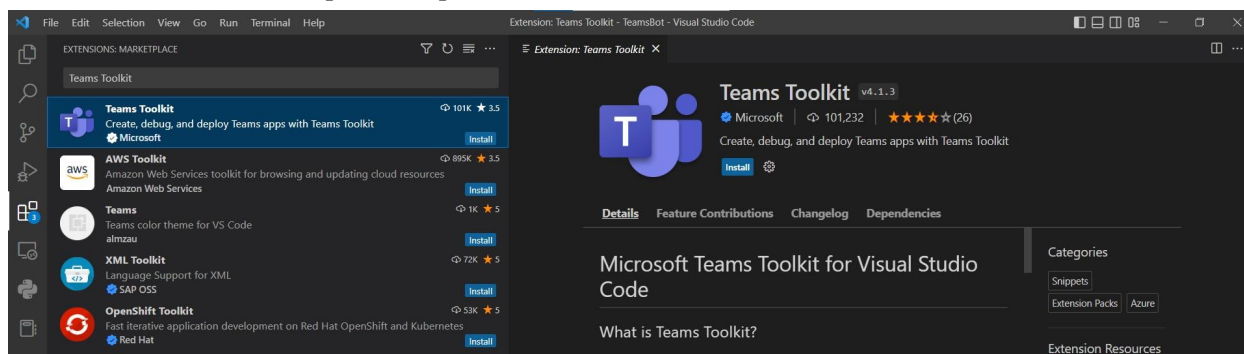 File Edit Selection View Go Run Terminal Help
Extension: Teams Toolkit - TeamsBot - Visual Studio Code
EXTENSIONS: MARKETPLACE
Teams Toolkit
Teams Toolkit 101K ★ 3.5
Create, debug, and deploy Teams apps with Teams Toolkit
Microsoft Install
AWS Toolkit 895K ★ 3.5
Amazon Web Services toolkit for browsing and updating cloud resources
Amazon Web Services Install
Teams 1K ★ 5
Teams color theme for VS Code
almzau Install
XML Toolkit 72K ★ 5
Language Support for XML
SAP OSS Install
OpenShift Toolkit 53K ★ 5
Fast iterative application development on Red Hat OpenShift and Kubernetes
Red Hat Install
3
T
aws
Extension: Teams Toolkit
T
Teams Toolkit v4.1.3
Microsoft | 101,232 | (26)
Create, debug, and deploy Teams apps with Teams Toolkit
Install
Details Feature Contributions Changelog Dependencies
Microsoft Teams Toolkit for Visual Studio
Code
What is Teams Toolkit?
Categories
Snippets
Extension Packs Azure
Extension Resources